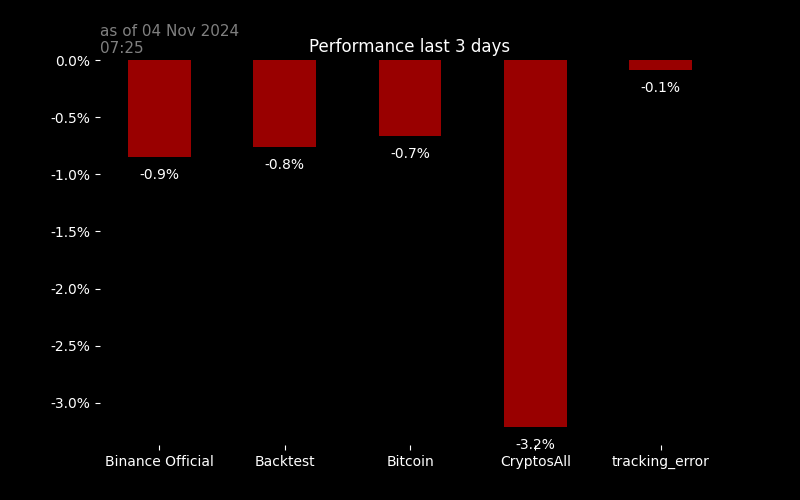 as of 04 Nov 2024
07:25
Performance last 3 days
0.0%
-0.5%
-1.0%
-1.5%
-2.0%
-2.5%
-3.0%
-0.9%
-0.8%
-0.7%
-3.2%
-0.1%
Binance Official
Backtest
Bitcoin
CryptosAll
tracking_error